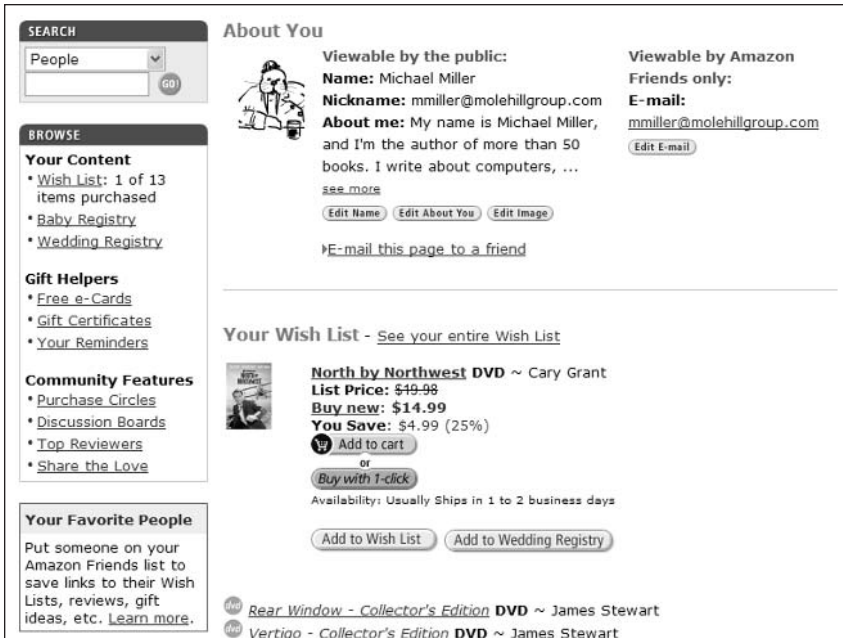 SEARCH
People
GO!
BROWSE
Your Content
• Wish List: 1 of 13
items purchased
• Baby Registry
• Wedding Registry
Gift Helpers
• Free e-Cards
• Gift Certificates
• Your Reminders
Community Features
• Purchase Circles
• Discussion Boards
• Top Reviewers
• Share the Love
Your Favorite People
Put someone on your
Amazon Friends list to
save links to their Wish
Lists, reviews, gift
ideas, etc. Learn more.
About You
Viewable by the public:
Name: Michael Miller
Nickname: mmiller@molehillgroup.com
About me: My name is Michael Miller,
and I'm the author of more than 50
books. I write about computers, ...
see more
Edit Name Edit About You Edit Image
E-mail this page to a friend
Viewable by Amazon
Friends only:
E-mail:
mmiller@molehillgroup.com
Edit E-mail
Your Wish List - See your entire Wish List
NORTH BY NORTHWEST
North by Northwest DVD ~ Cary Grant
List Price: $19.98
Buy new: $14.99
You Save: $4.99 (25%)
Add to cart
or
Buy with 1-click
Availability: Usually Ships in 1 to 2 business days
Add to Wish List Add to Wedding Registry
dvd Rear Window - Collector's Edition DVD ~ James Stewart
dvd Vertigo - Collector's Edition DVD ~ James Stewart